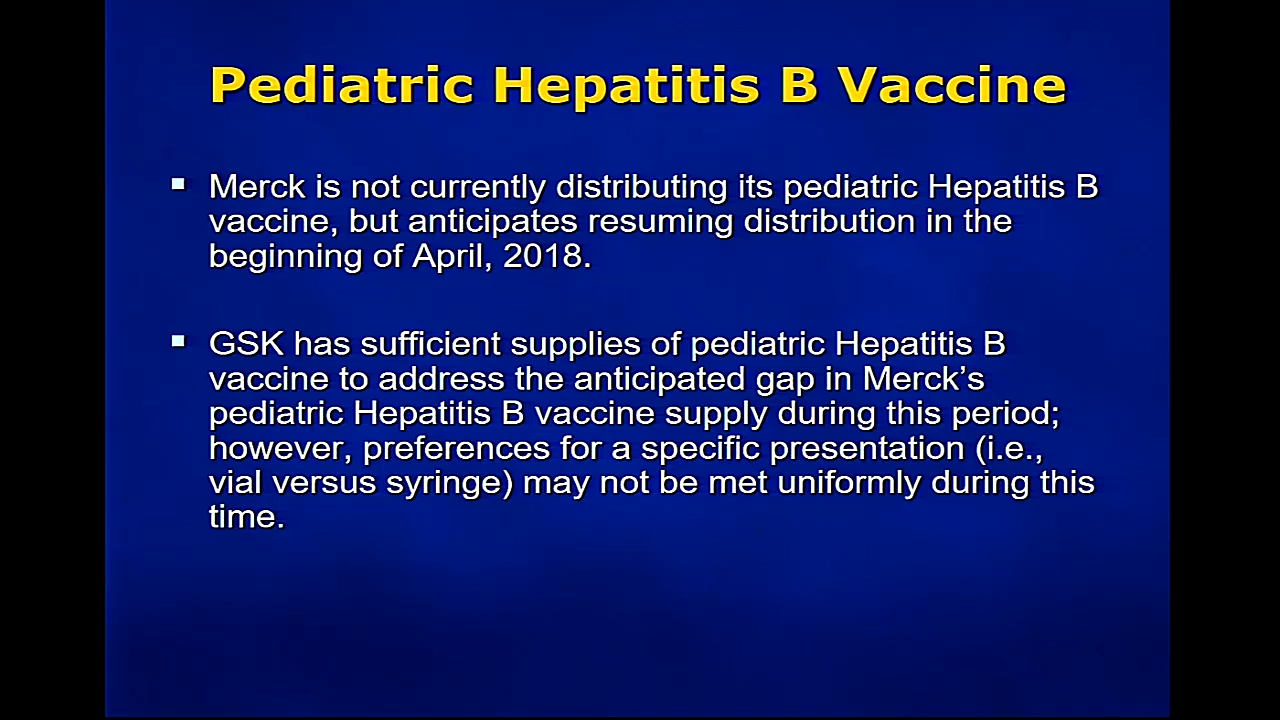 Pediatric Hepatitis B Vaccine
▪ Merck is not currently distributing its pediatric Hepatitis B
vaccine, but anticipates resuming distribution in the
beginning of April, 2018.
▪ GSK has sufficient supplies of pediatric Hepatitis B
vaccine to address the anticipated gap in Merck’s
pediatric Hepatitis B vaccine supply during this period;
however, preferences for a specific presentation (i.e.,
vial versus syringe) may not be met uniformly during this
time.